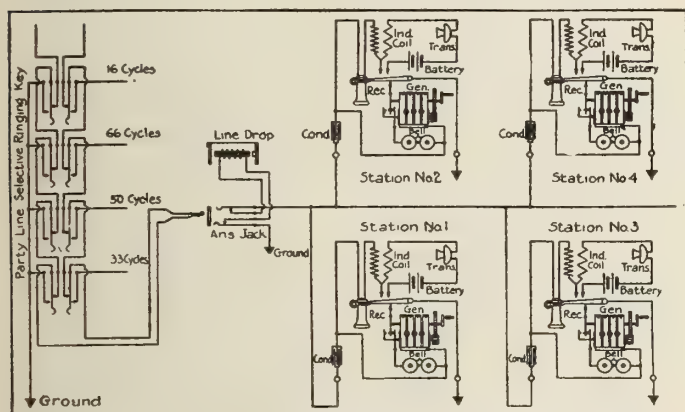 Party Line Selective Ringing Key
16 Cycles
66 Cycles
50 Cycles
33 Cycles
Ground
Line Drop
Ans Jack
Ground
Ind.
Coil
Trans.
Battery
Rec.
Gen.
Bell
Cond.
Station No.2
Ind.
Coil
Trans.
Battery
Rec.
Gen.
Bell
Cond.
Station No.4
Station No.1
Ind.
Coil
Trans.
Battery
Rec.
Gen
Bell
Cond.
Station No.3
Ind.
Coil
Trans.
Battery
Rec.
Gen
Bell
Cond.